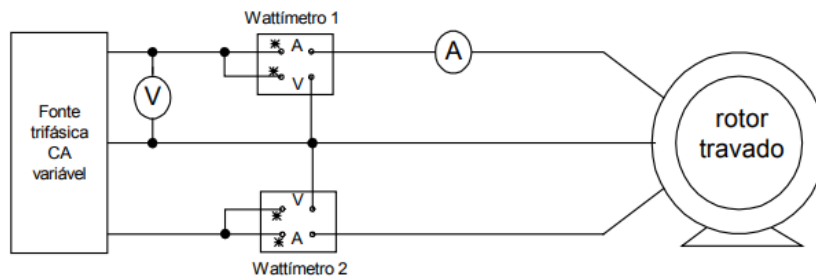 Wattímetro 1
A
V
A
V
Fonte
trifásica
CA
variável
rotor
travado
V
A
Wattímetro 2